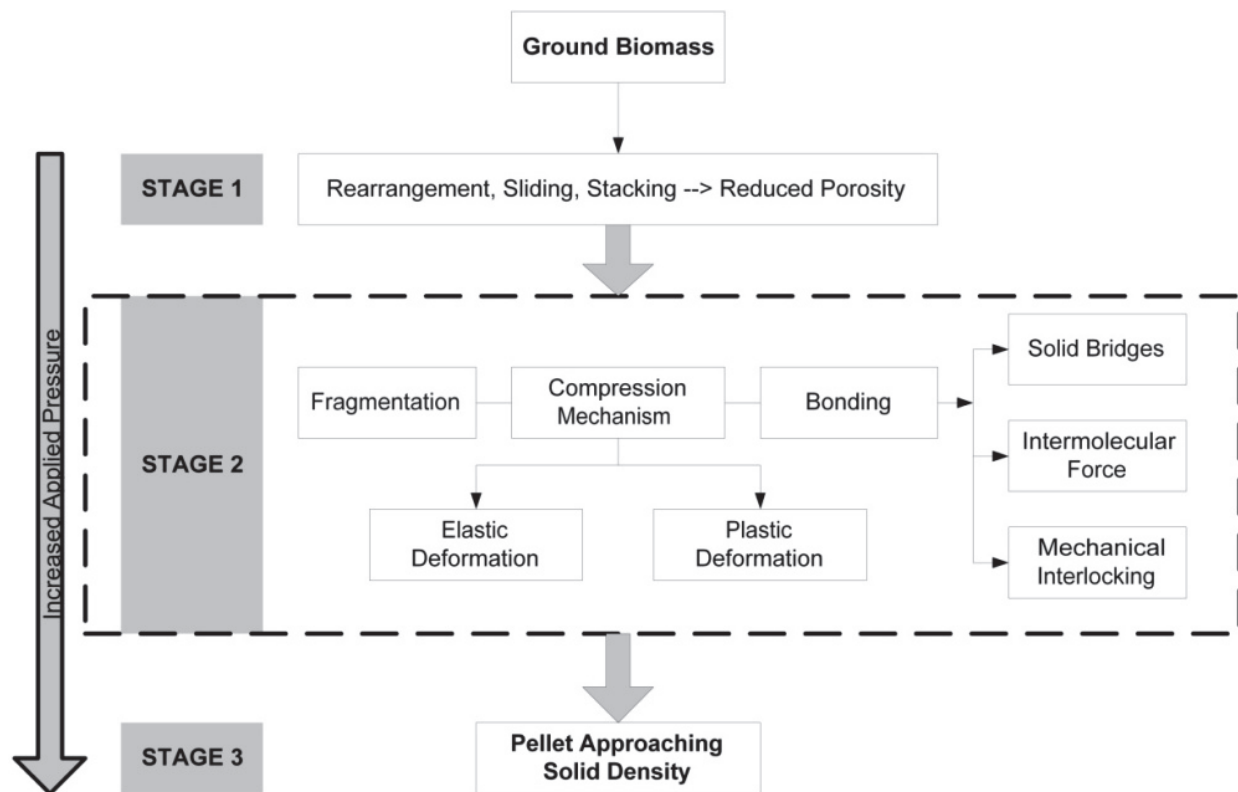 Ground Biomass
Increased Applied Pressure
STAGE 1
Rearrangement, Sliding, Stacking --> Reduced Porosity
STAGE 2
Fragmentation
Compression
Mechanism
Bonding
Solid Bridges
Intermolecular
Force
Mechanical
Interlocking
Elastic
Deformation
Plastic
Deformation
STAGE 3
Pellet Approaching
Solid Density